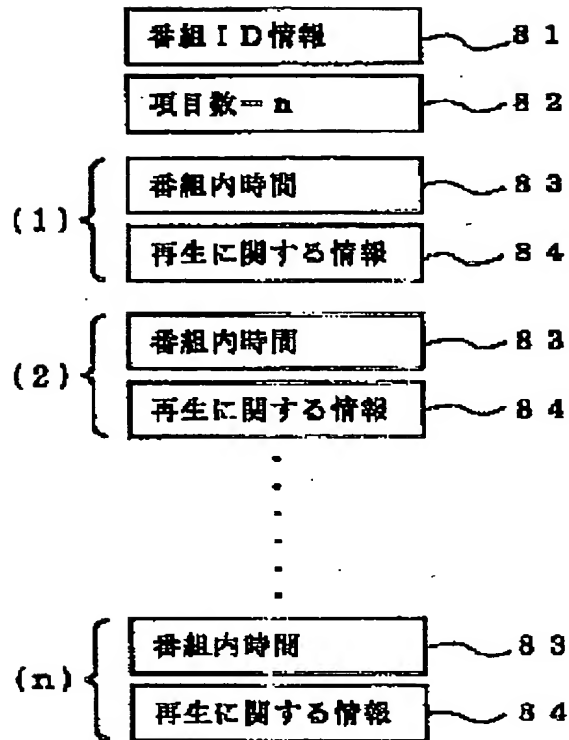 番組ID情報 81
項目数=n 82
番組内時間 83
(1)
再生に関する情報 84
番組内時間 83
(2)
再生に関する情報 84
番組内時間 83
(n)
再生に関する情報 84